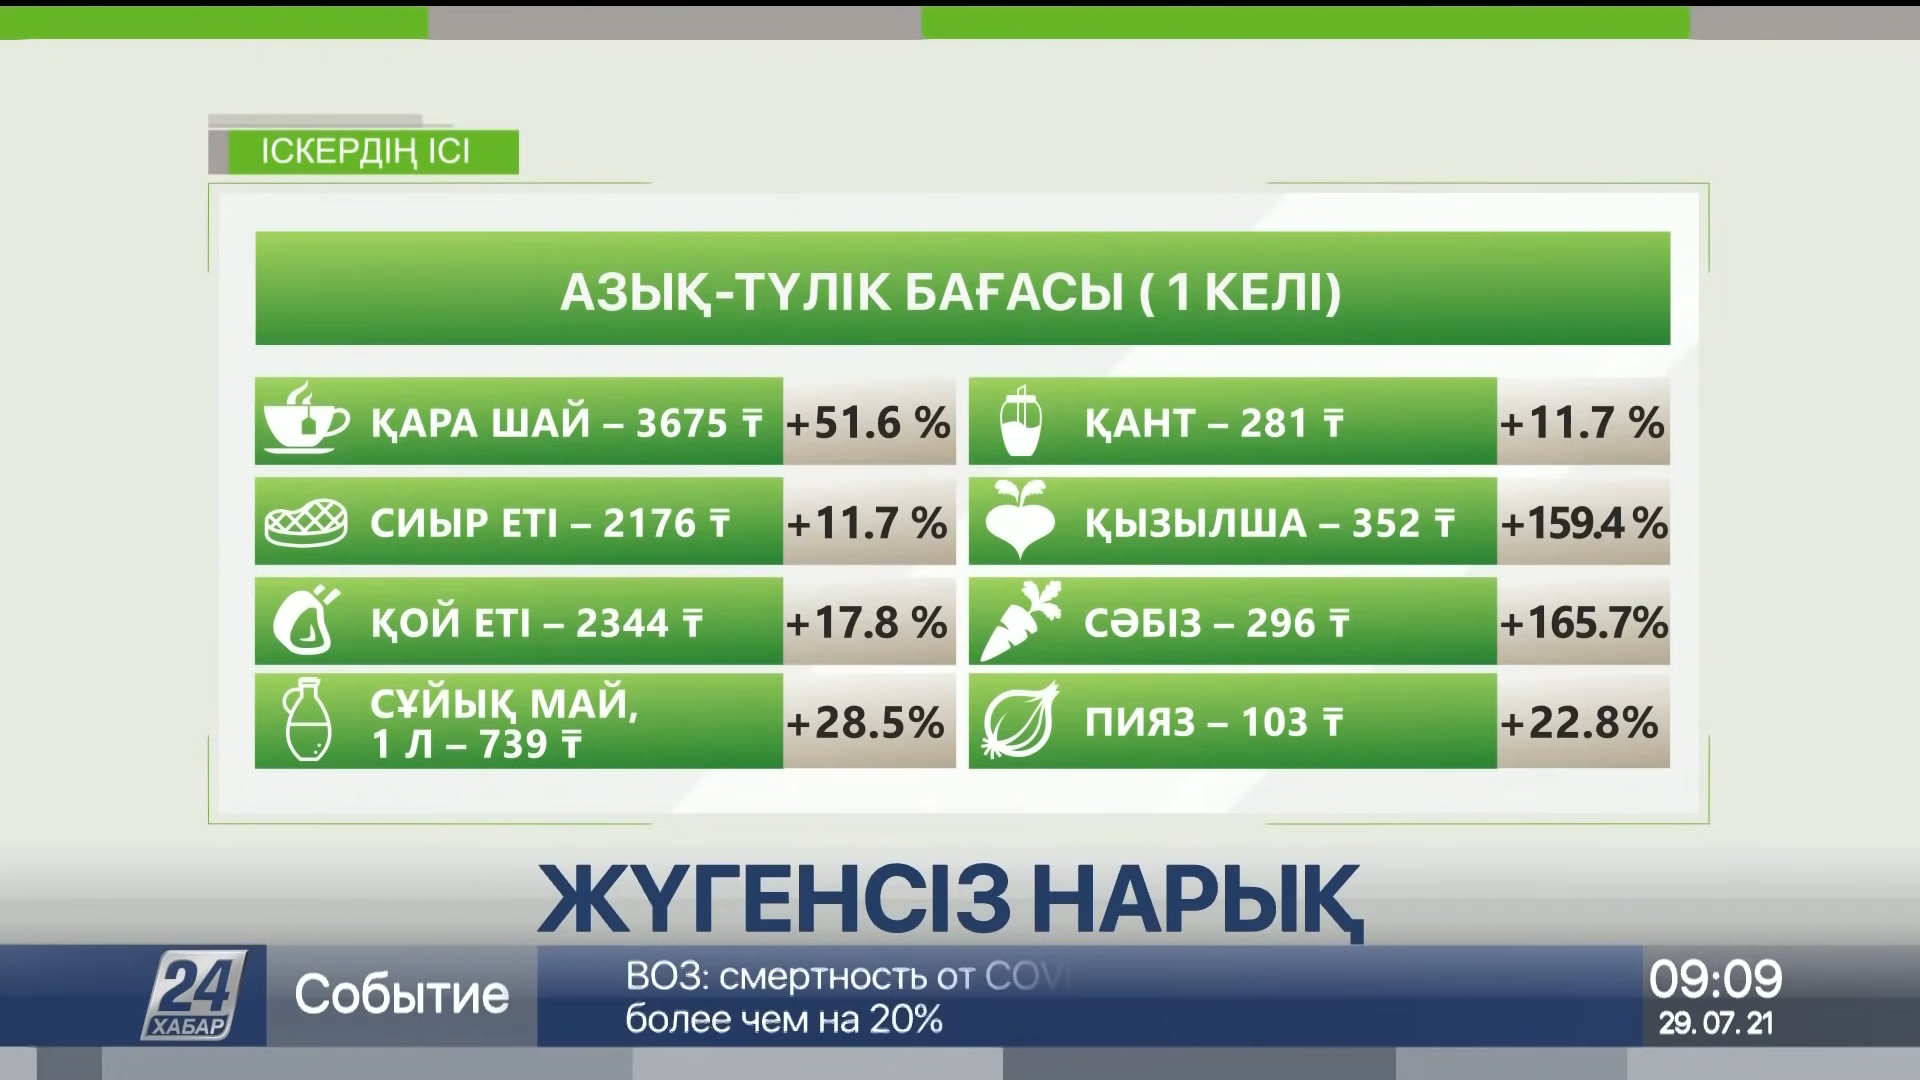 ІСКЕРДІҢ ІСІ
АЗЫҚ-ТҮЛІК БАҒАСЫ ( 1 КЕЛІ)
ҚАРА ШАЙ – 3675 ₸ +51.6 %
ҚАНТ – 281 ₸ +11.7 %
СИЫР ЕТІ – 2176 ₸ +11.7 %
ҚЫЗЫЛША – 352 ₸ +159.4 %
ҚОЙ ЕТІ – 2344 ₸ +17.8 %
СӘБІЗ – 296 ₸ +165.7%
СҰЙЫҚ МАЙ,
1 Л – 739 ₸ +28.5%
ПИЯЗ – 103 ₸ +22.8%
ЖҮГЕНСІЗ НАРЫҚ
24
ХАБАР
Событие
ВОЗ: смертность от COV
более чем на 20%
09:09
29. 07. 21